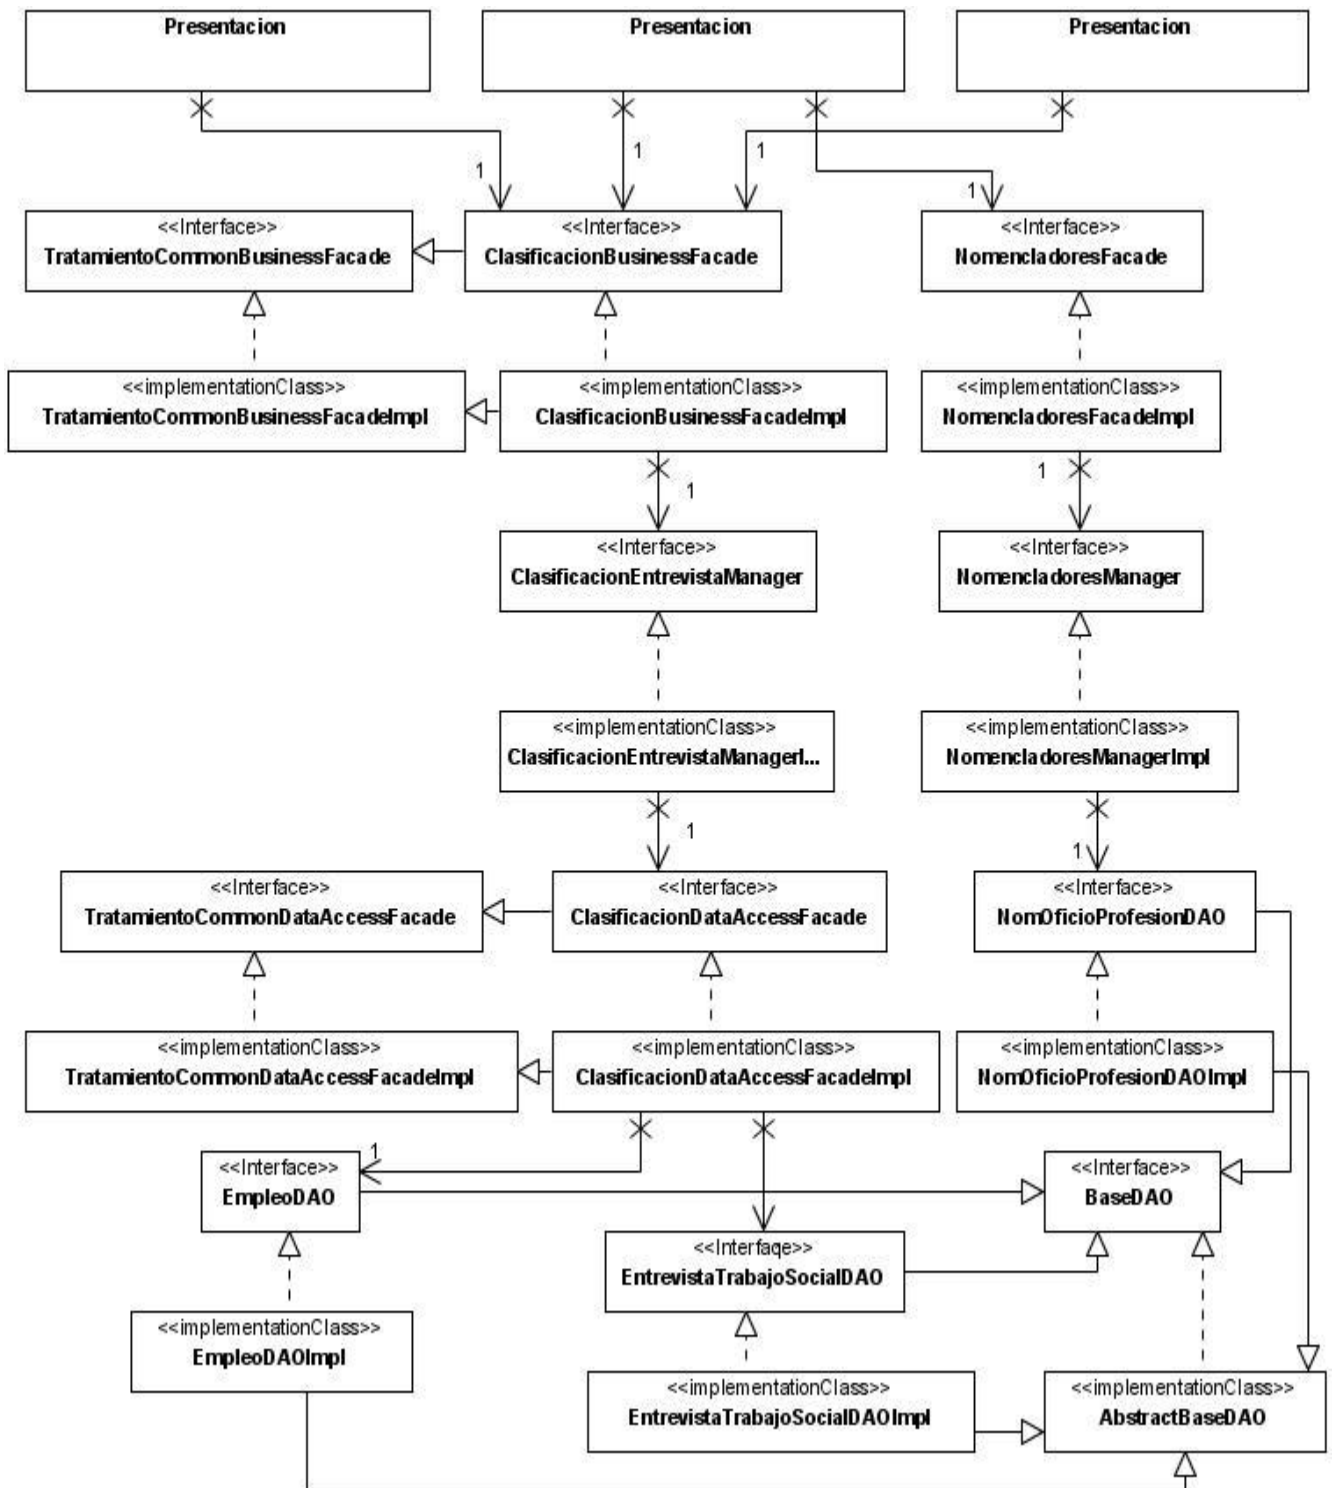 Presentacion
Presentacion
Presentacion
1
1
1
1
<<Interface>>
TratamientoCommonBusinessFacade
<<Interface>>
ClasificacionBusinessFacade
<<Interface>>
NomencladoresFacade
<<implementationClass>>
TratamientoCommonBusinessFacadeImpl
<<implementationClass>>
ClasificacionBusinessFacadeImpl
<<implementationClass>>
NomencladoresFacadeImpl
1
1
<<Interface>>
ClasificacionEntrevistaManager
<<Interface>>
NomencladoresManager
<<implementationClass>>
ClasificacionEntrevistaManagerI...
<<implementationClass>>
NomencladoresManagerImpl
1
1
<<Interface>>
TratamientoCommonDataAccessFacade
<<Interface>>
ClasificacionDataAccessFacade
<<Interface>>
NomOficioProfesionDAO
<<implementationClass>>
TratamientoCommonDataAccessFacadeImpl
<<implementationClass>>
ClasificacionDataAccessFacadeImpl
<<implementationClass>>
NomOficioProfesionDAOImpl
1
<<Interface>>
EmpleoDAO
<<Interface>>
BaseDAO
<<Interface>>
EntrevistaTrabajoSocialDAO
<<implementationClass>>
EmpleoDAOImpl
<<implementationClass>>
EntrevistaTrabajoSocialDAOImpl
<<implementationClass>>
AbstractBaseDAO